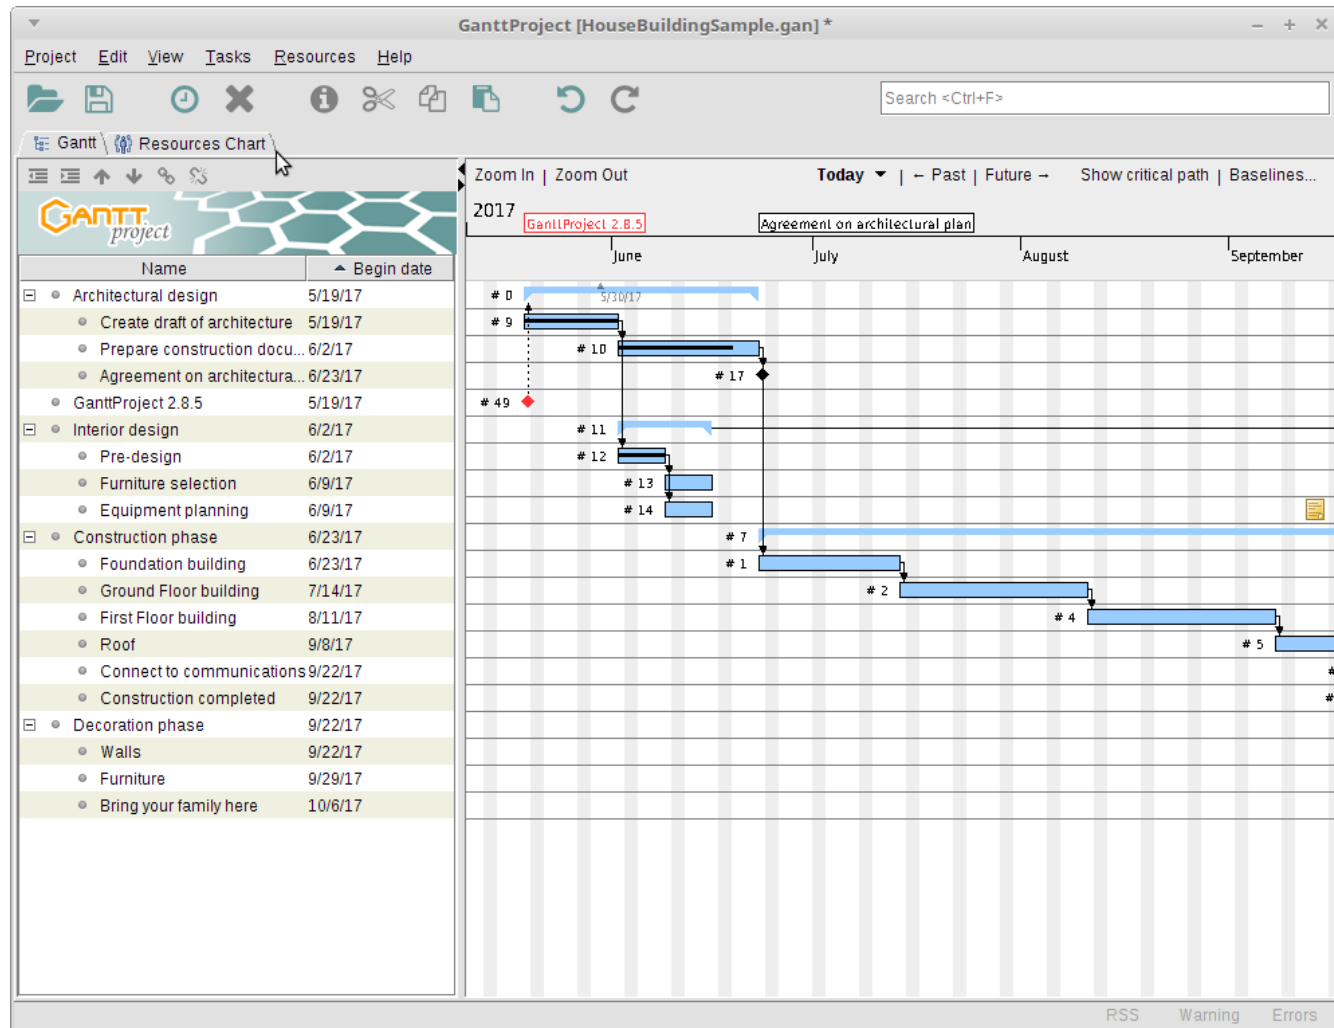 GanttProject [HouseBuildingSample.gan] *
Project Edit View Tasks Resources Help
Search <Ctrl+F>
Gantt Resources Chart
Zoom In | Zoom Out Today | ← Past | Future → Show critical path | Baselines...
GANTT project
2017
GanttProject 2.8.5 Agreement on architectural plan
June July August September
Name Begin date
Architectural design 5/19/17 # 0 5/30/17
Create draft of architecture 5/19/17 # 9
Prepare construction docu... 6/2/17 # 10
Agreement on architectura... 6/23/17 # 17
GanttProject 2.8.5 5/19/17 # 49
Interior design 6/2/17 # 11
Pre-design 6/2/17 # 12
Furniture selection 6/9/17 # 13
Equipment planning 6/9/17 # 14
Construction phase 6/23/17 # 7
Foundation building 6/23/17 # 1
Ground Floor building 7/14/17 # 2
First Floor building 8/11/17 # 4
Roof 9/8/17 # 5
Connect to communications 9/22/17 #
Construction completed 9/22/17 #
Decoration phase 9/22/17
Walls 9/22/17
Furniture 9/29/17
Bring your family here 10/6/17
RSS Warning Errors